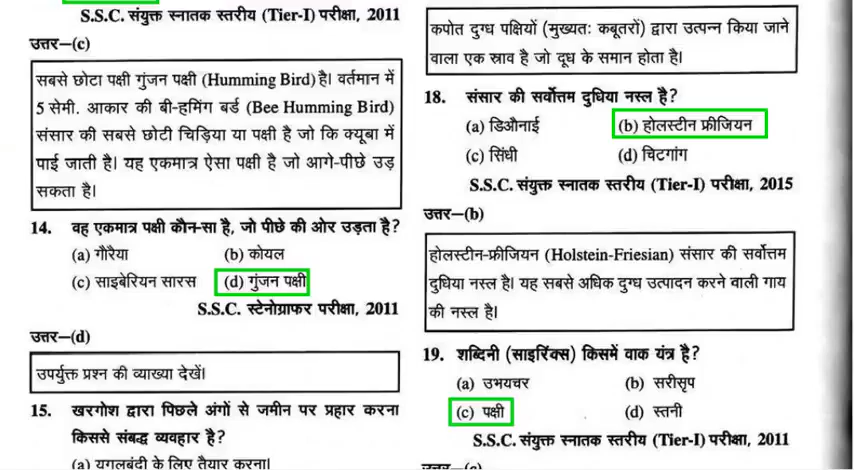 S.S.C. संयुक्त स्नातक स्तरीय (Tier-I) परीक्षा, 2011
उत्तर—(c)
सबसे छोटा पक्षी गुंजन पक्षी (Humming Bird) है। वर्तमान में
5 सेमी. आकार की बी-हमिंग बर्ड (Bee Humming Bird)
संसार की सबसे छोटी चिड़िया या पक्षी है जो कि क्यूबा में
पाई जाती है। यह एकमात्र ऐसा पक्षी है जो आगे-पीछे उड़
सकता है।
14. वह एकमात्र पक्षी कौन-सा है, जो पीछे की ओर उड़ता है?
(a) गौरैया (b) कोयल
(c) साइबेरियन सारस (d) गुंजन पक्षी
S.S.C. स्टेनोग्राफर परीक्षा, 2011
उत्तर—(d)
उपर्युक्त प्रश्न की व्याख्या देखें।
15. खरगोश द्वारा पिछले अंगों से जमीन पर प्रहार करना
किससे संबद्ध व्यवहार है?
(a) युगलबंदी के लिए तैयार करना।
कपोत दुग्ध पक्षियों (मुख्यतः कबूतरों) द्वारा उत्पन्न किया जाने
वाला एक स्राव है जो दूध के समान होता है।
18. संसार की सर्वोत्तम दुधिया नस्ल है?
(a) डिऔनाई (b) होलस्टीन फ्रीजियन
(c) सिंधी (d) चिटगांग
S.S.C. संयुक्त स्नातक स्तरीय (Tier-I) परीक्षा, 2015
उत्तर—(b)
होलस्टीन-फ्रीजियन (Holstein-Friesian) संसार की सर्वोत्तम
दुधिया नस्ल है। यह सबसे अधिक दुग्ध उत्पादन करने वाली गाय
की नस्ल है।
19. शब्दिनी (साइरिंक्स) किसमें वाक यंत्र है?
(a) उभयचर (b) सरीसृप
(c) पक्षी (d) स्तनी
S.S.C. संयुक्त स्नातक स्तरीय (Tier-I) परीक्षा, 2011
उत्तर—(c)